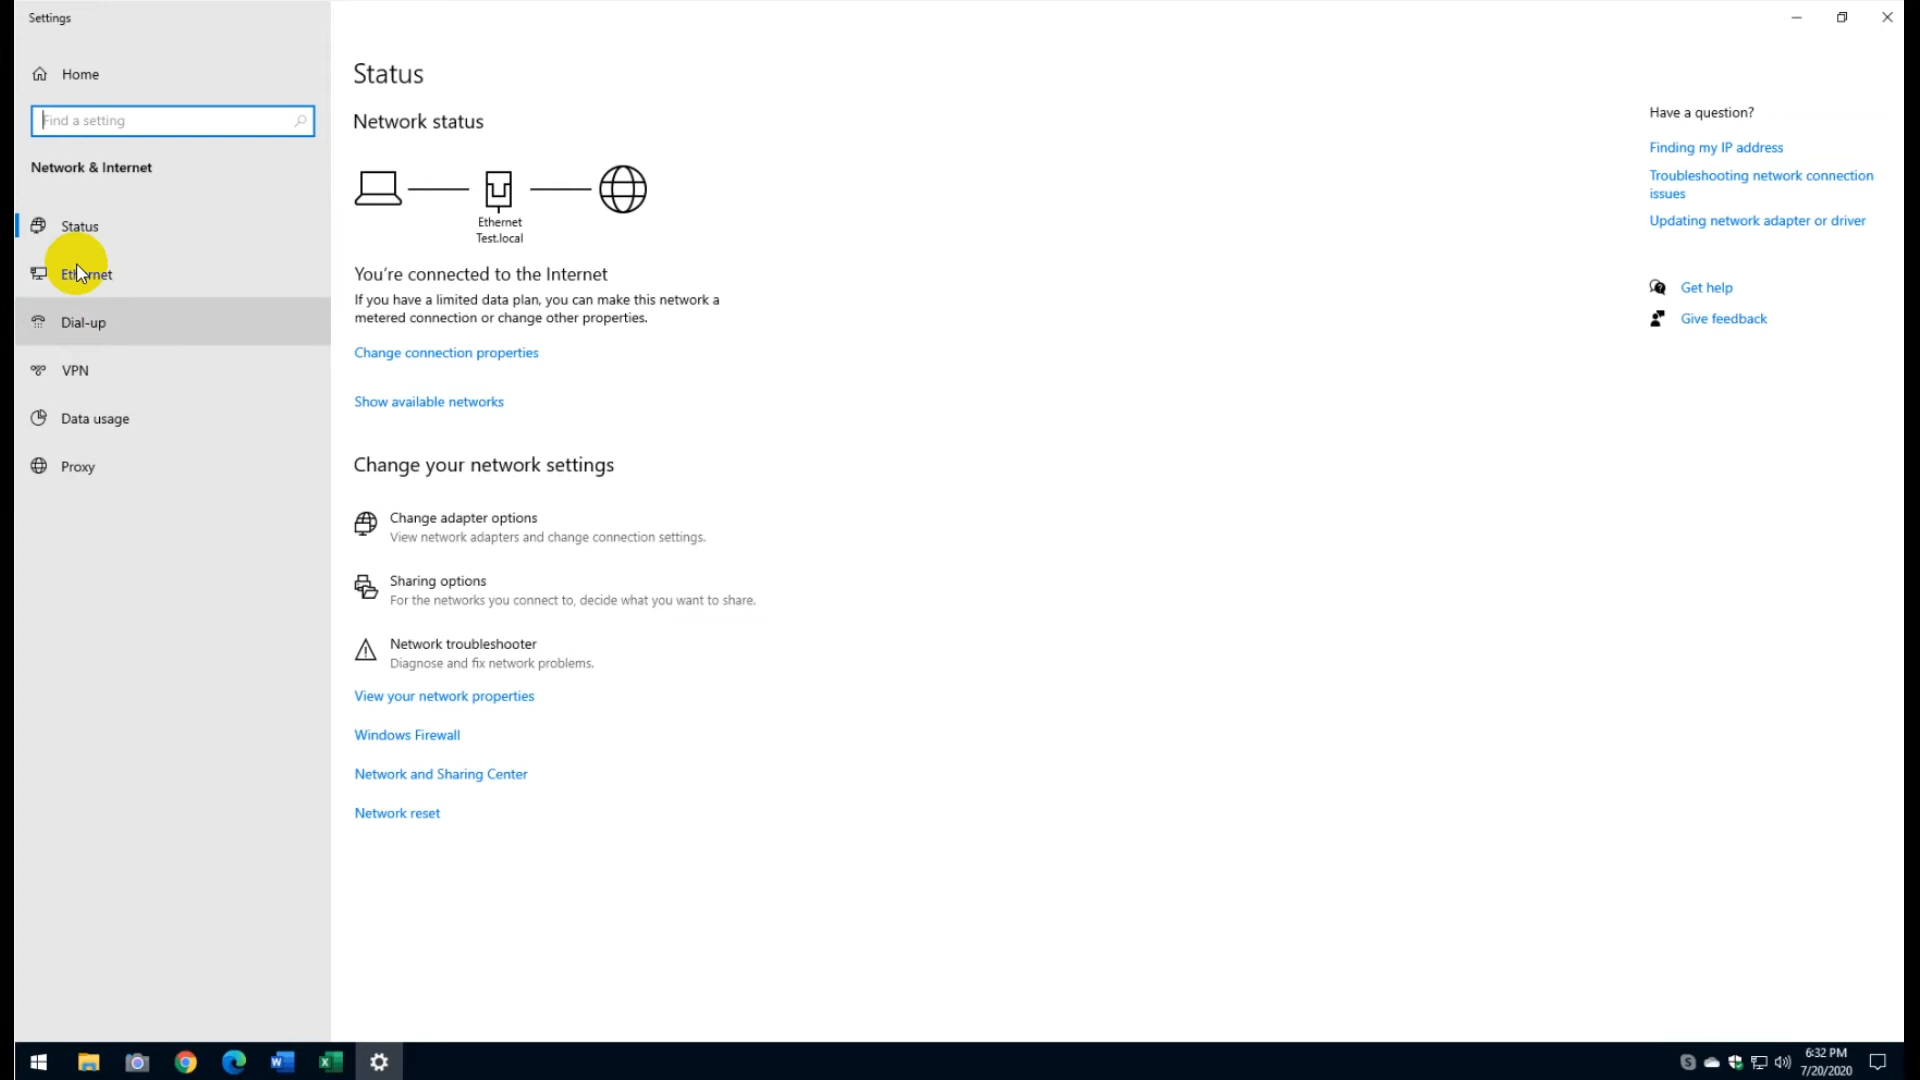 Settings
Home
Find a setting
Network & Internet
Status
Ethernet
Dial-up
VPN
Data usage
Proxy
Status
Network status
Ethernet
Test.local
You're connected to the Internet
If you have a limited data plan, you can make this network a
metered connection or change other properties.
Change connection properties
Show available networks
Change your network settings
Change adapter options
View network adapters and change connection settings.
Sharing options
For the networks you connect to, decide what you want to share.
Network troubleshooter
Diagnose and fix network problems.
View your network properties
Windows Firewall
Network and Sharing Center
Network reset
Have a question?
Finding my IP address
Troubleshooting network connection
issues
Updating network adapter or driver
Get help
Give feedback
6:32 PM
7/20/2020